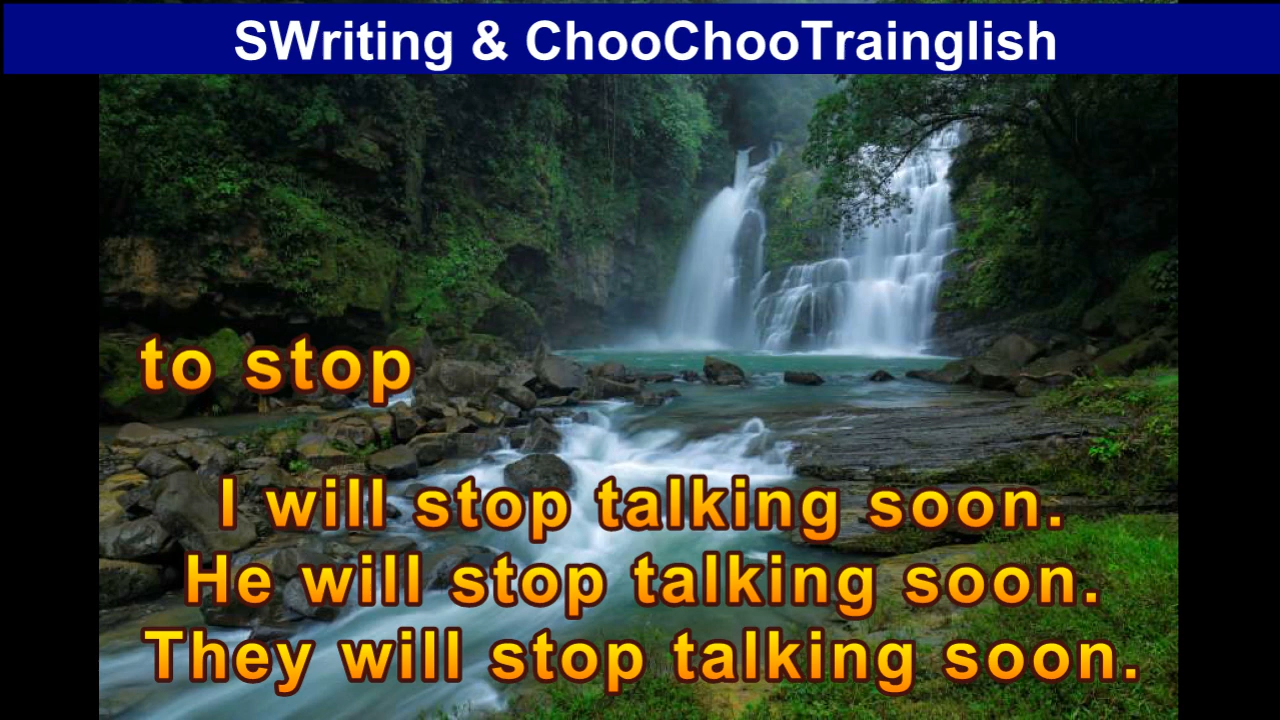 SWriting & ChooChooTrainglish
to stop
I will stop talking soon.
He will stop talking soon.
They will stop talking soon.